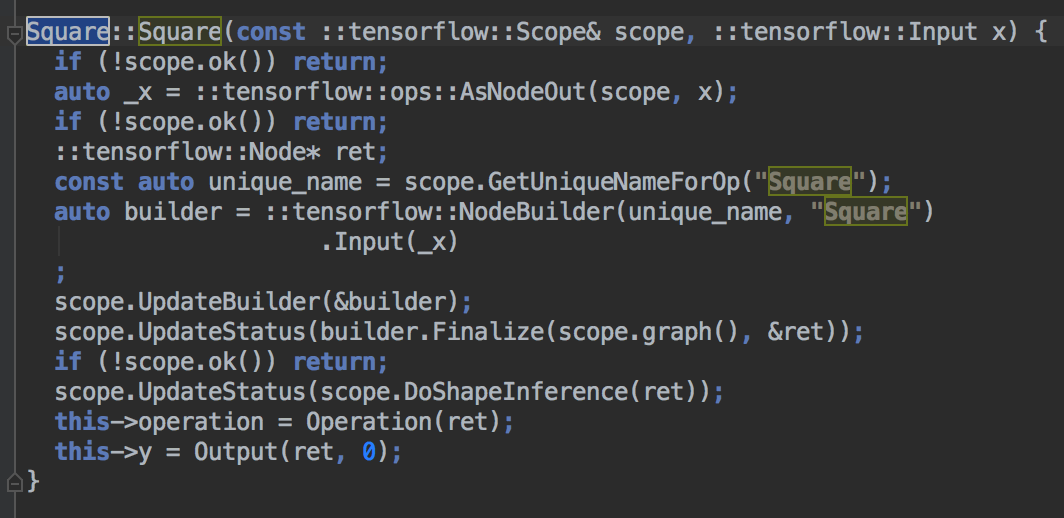 Square::Square(const ::tensorflow::Scope& scope, ::tensorflow::Input x) {
  if (!scope.ok()) return;
  auto _x = ::tensorflow::ops::AsNodeOut(scope, x);
  if (!scope.ok()) return;
  ::tensorflow::Node* ret;
  const auto unique_name = scope.GetUniqueNameForOp("Square");
  auto builder = ::tensorflow::NodeBuilder(unique_name, "Square")
                     .Input(_x)
  ;
  scope.UpdateBuilder(&builder);
  scope.UpdateStatus(builder.Finalize(scope.graph(), &ret));
  if (!scope.ok()) return;
  scope.UpdateStatus(scope.DoShapeInference(ret));
  this->operation = Operation(ret);
  this->y = Output(ret, 0);
}